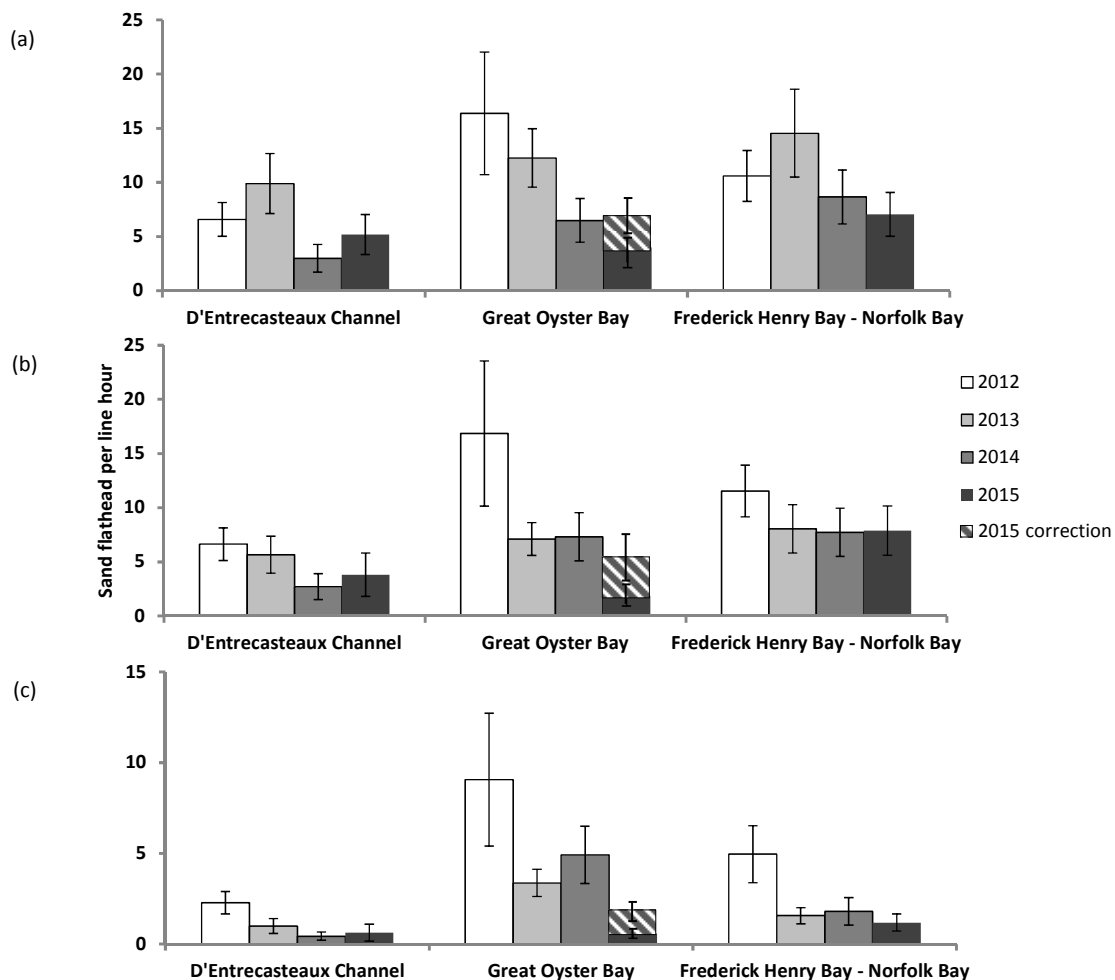 (a)
25
20
15
10
5
0
D'Entrecasteaux Channel Great Oyster Bay Frederick Henry Bay - Norfolk Bay
(b)
Sand flathead per line hour
25
20
15
10
5
0
D'Entrecasteaux Channel Great Oyster Bay Frederick Henry Bay - Norfolk Bay
2012
2013
2014
2015
2015 correction
(c)
15
10
5
0
D'Entrecasteaux Channel Great Oyster Bay Frederick Henry Bay - Norfolk Bay